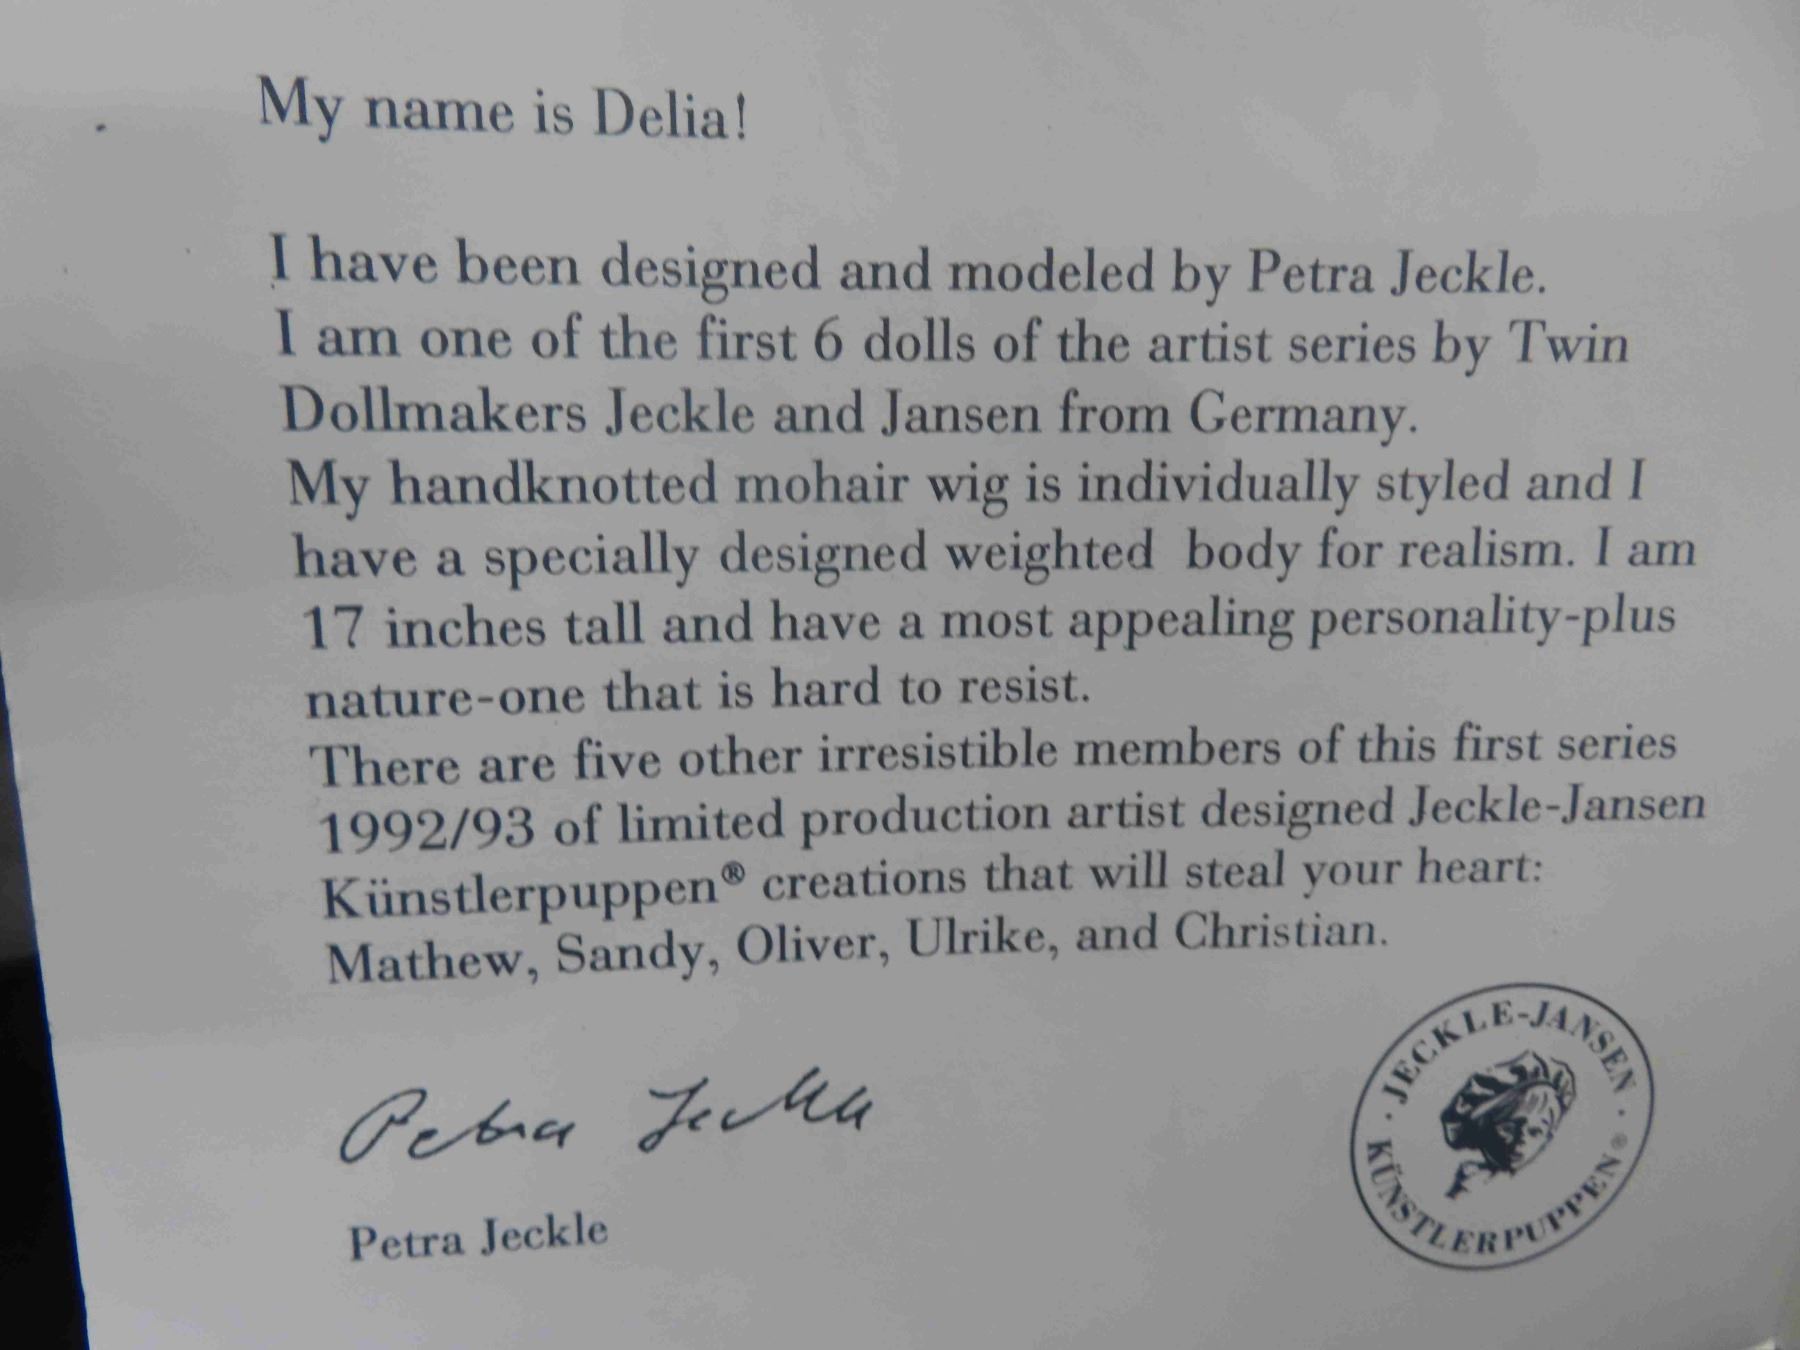 My name is Delia!
I have been designed and modeled by Petra Jeckle.
I am one of the first 6 dolls of the artist series by Twin
Dollmakers Jeckle and Jansen from Germany.
My handknotted mohair wig is individually styled and I
have a specially designed weighted body for realism. I am
17 inches tall and have a most appealing personality-plus
nature-one that is hard to resist.
There are five other irresistible members of this first series
1992/93 of limited production artist designed Jeckle-Jansen
Künstlerpuppen® creations that will steal your heart:
Mathew, Sandy, Oliver, Ulrike, and Christian.
Petra Jeckle
Petra Jeckle
· JECKLE-JANSEN ·
KÜNSTLERPUPPEN®